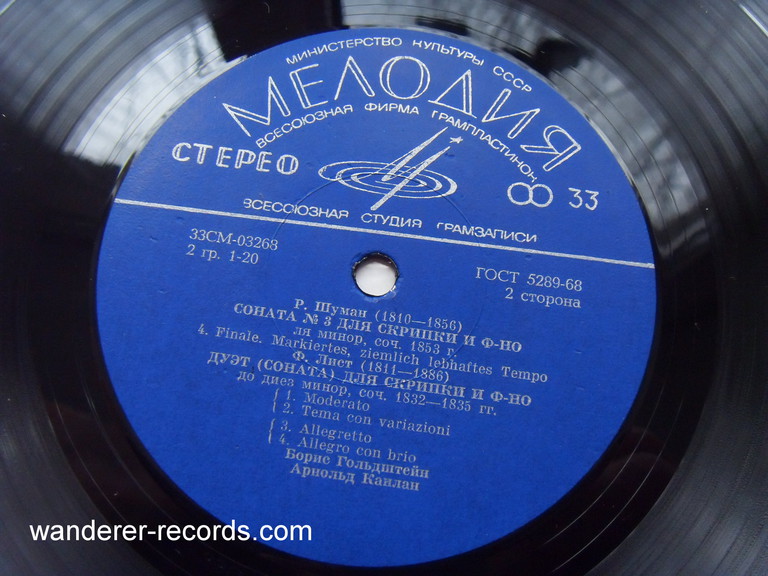 МИНИСТЕРСТВО КУЛЬТУРЫ СССР
МЕЛОДИЯ
ВСЕСОЮЗНАЯ ФИРМА ГРАМПЛАСТИНОК
СТЕРЕО
33
ВСЕСОЮЗНАЯ СТУДИЯ ГРАМЗАПИСИ
33СМ-03268
2 гр. 1-20
ГОСТ 5289-68
2 сторона
Р. Шуман (1810—1856)
СОНАТА № 3 ДЛЯ СКРИПКИ И Ф-НО
ля минор, соч. 1853 г.
4. Finale. Markiertes, ziemlich lebhaftes Tempo
Ф. Лист (1811—1886)
ДУЭТ (СОНАТА) ДЛЯ СКРИПКИ И Ф-НО
до диез минор, соч. 1832—1835 гг.
1. Moderato
2. Tema con variazioni
3. Allegretto
4. Allegro con brio
Борис Гольдштейн
Арнольд Каплан
wanderer-records.com